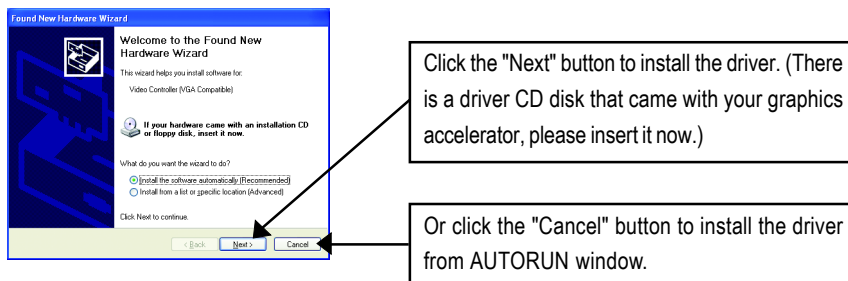 Found New Hardware Wizard
Welcome to the Found New
Hardware Wizard
This wizard helps you install software for:
Video Controller (VGA Compatible)
If your hardware came with an installation CD
or floppy disk, insert it now.
What do you want the wizard to do?
Install the software automatically (Recommended)
Install from a list or specific location (Advanced)
Click Next to continue.
< Back
Next >
Cancel
Click the "Next" button to install the driver. (There
is a driver CD disk that came with your graphics
accelerator, please insert it now.)
Or click the "Cancel" button to install the driver
from AUTORUN window.